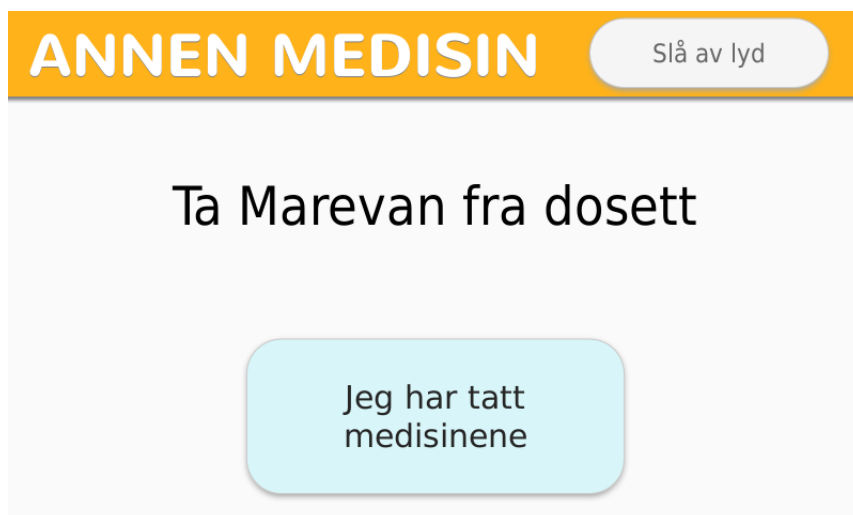 ANNEN MEDISIN
Slå av lyd
Ta Marevan fra dosett
Jeg har tatt
medisinene